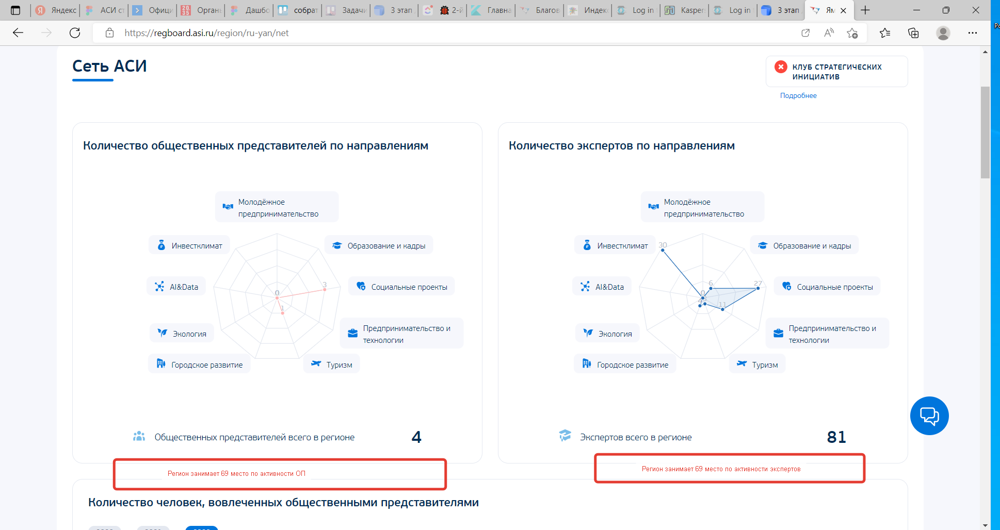 Яндекс
АСИ ст
Офици
Орган
Дашбо
собрат
Задачи
3 этап
2-й
Главна
Благов
Индекс
Log in
Kasper
Log in
3 этап
Ям
https://regboard.asi.ru/region/ru-yan/net
Сеть АСИ
КЛУБ СТРАТЕГИЧЕСКИХ
ИНИЦИАТИВ
Подробнее
Количество общественных представителей по направлениям
Молодёжное
предпринимательство
Инвестклимат
Образование и кадры
AI&Data
Социальные проекты
3
0
1
Экология
Предпринимательство и
технологии
Городское развитие
Туризм
Общественных представителей всего в регионе
4
Регион занимает 69 место по активности ОП
Количество экспертов по направлениям
Молодёжное
предпринимательство
Инвестклимат
30
Образование и кадры
AI&Data
6
27
Социальные проекты
0
4
11
Экология
Предпринимательство и
технологии
Городское развитие
Туризм
Экспертов всего в регионе
81
Регион занимает 69 место по активности экспертов
Количество человек, вовлеченных общественными представителями